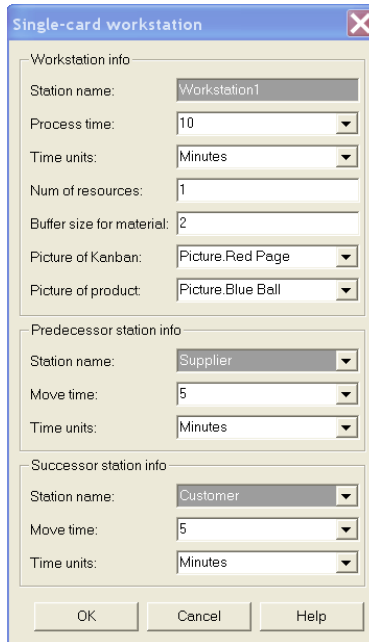 Single-card workstation
Workstation info
Station name: Workstation1
Process time: 10
Time units: Minutes
Num of resources: 1
Buffer size for material: 2
Picture of Kanban: Picture.Red Page
Picture of product: Picture.Blue Ball
Predecessor station info
Station name: Supplier
Move time: 5
Time units: Minutes
Successor station info
Station name: Customer
Move time: 5
Time units: Minutes
OK Cancel Help